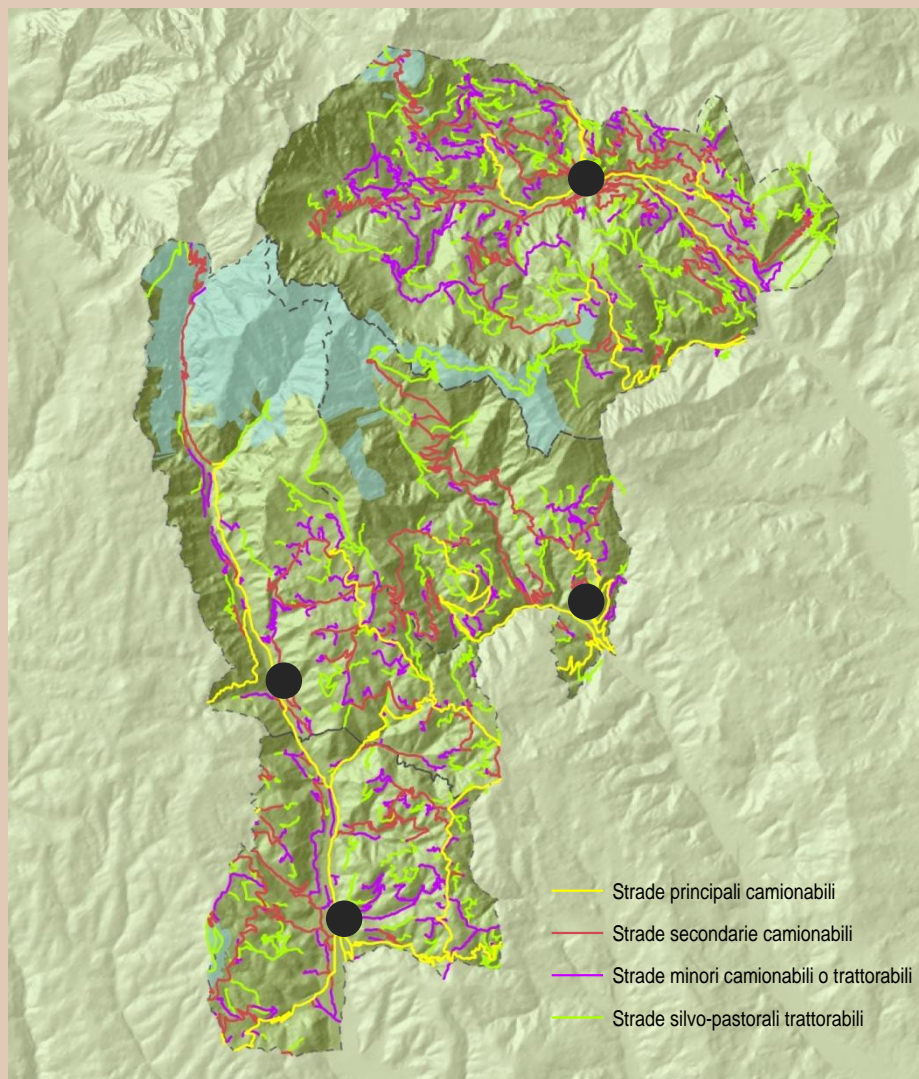 Strade principali camionabili
Strade secondarie camionabili
Strade minori camionabili o trattorabili
Strade silvo-pastorali trattorabili